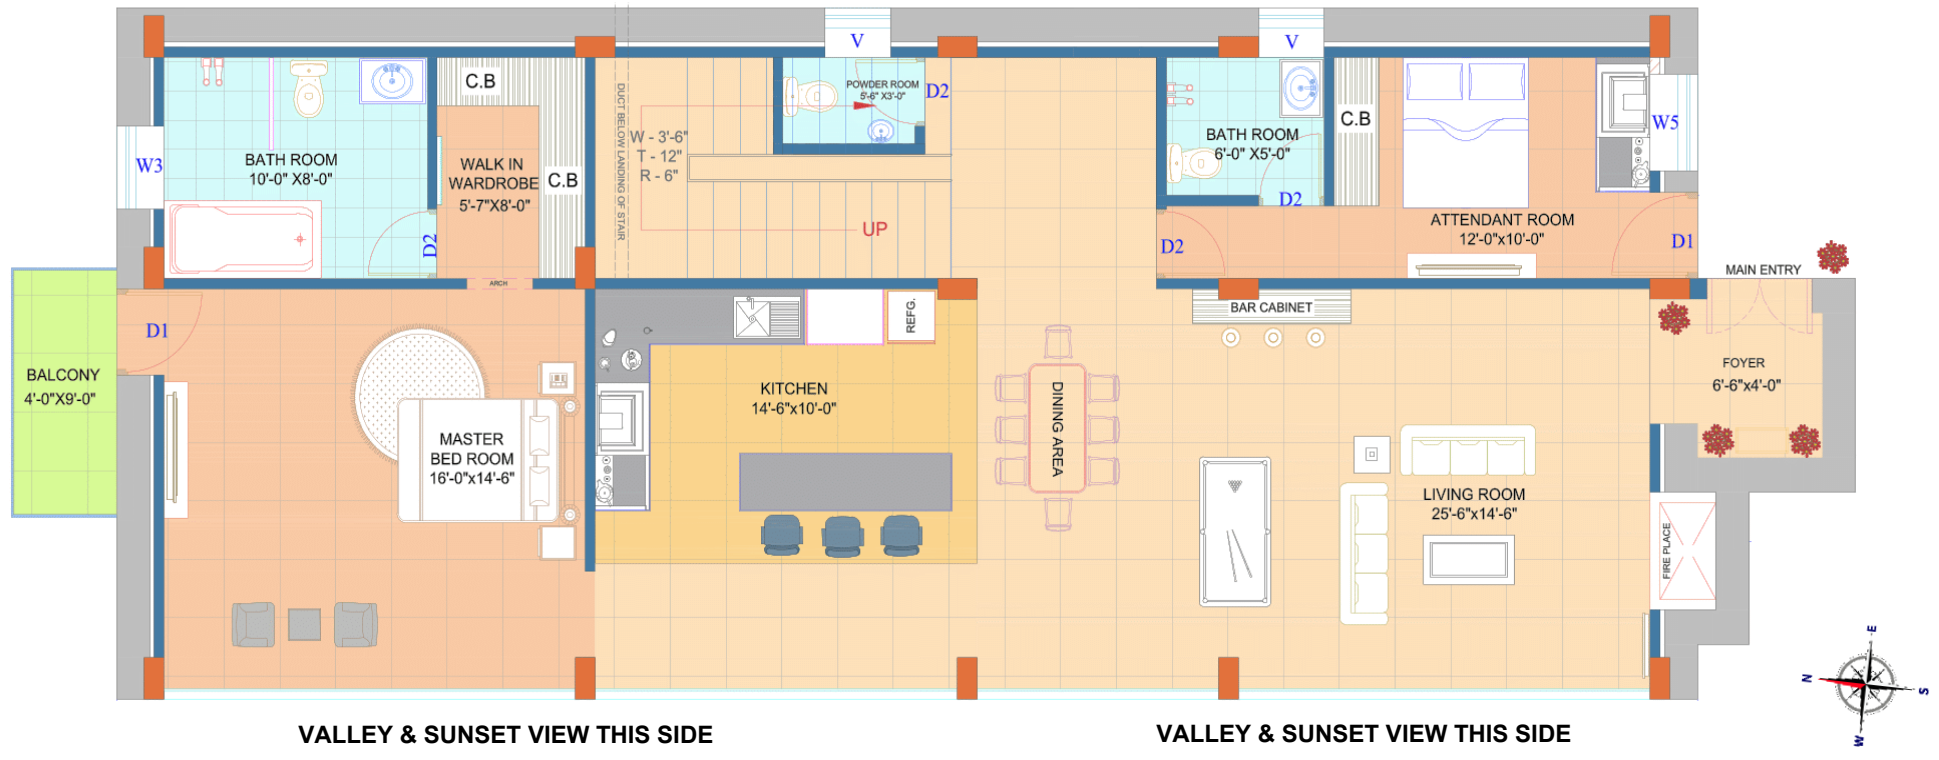 V
V
C.B
POWDER ROOM
5'-6" X3'-0"
D2
W3
BATH ROOM
10'-0" X8'-0"
WALK IN
WARDROBE
5'-7"X8'-0"
C.B
DUCT BELOW LANDING OF STAIR
W - 3'-6"
T - 12"
R - 6"
BATH ROOM
6'-0" X5'-0"
C.B
W5
D2
D2
UP
D2
D2
ATTENDANT ROOM
12'-0"x10'-0"
D1
ARCH
MAIN ENTRY
D1
REFG.
BAR CABINET
BALCONY
4'-0"X9'-0"
KITCHEN
14'-6"x10'-0"
DINING AREA
FOYER
6'-6"x4'-0"
MASTER
BED ROOM
16'-0"x14'-6"
LIVING ROOM
25'-6"x14'-6"
FIRE PLACE
E
N
S
W
VALLEY & SUNSET VIEW THIS SIDE
VALLEY & SUNSET VIEW THIS SIDE